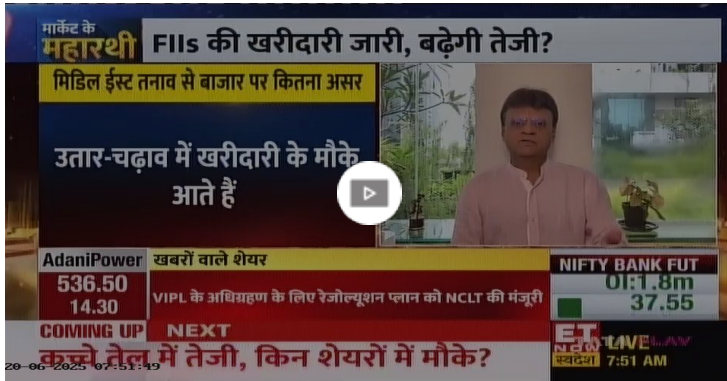 मार्केट के
महारथी
FIIs की खरीदारी जारी, बढ़ेगी तेजी?
मिडिल ईस्ट तनाव से बाजार पर कितना असर
उतार-चढ़ाव में खरीदारी के मौके
आते हैं
AdaniPower
536.50
14.30
खबरों वाले शेयर
VIPL के अधिग्रहण के लिए रेजोल्यूशन प्लान को NCLT की मंजूरी
NIFTY BANK FUT
OI:1.8m
37.55
COMING UP NEXT
कच्चे तेल में तेजी, किन शेयरों में मौके?
20-06-2025 07:51:49
ET
NOW
स्वदेश
LIVE
7:51 AM